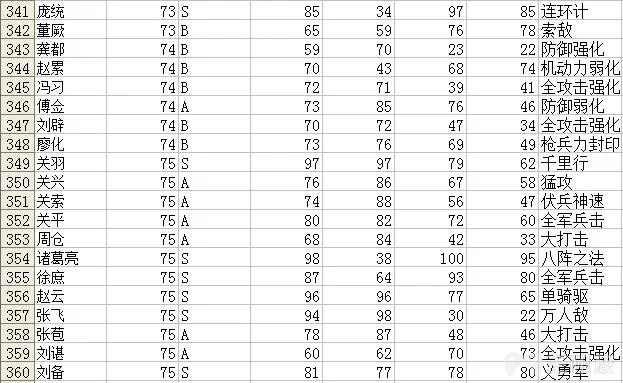 341 庞统 73 S 85 34 97 85 连环计
342 董厥 73 B 65 59 76 78 索敌
343 龚都 74 B 59 70 23 22 防御强化
344 赵累 74 B 70 43 68 74 机动力弱化
345 冯习 74 B 72 71 39 41 全攻击强化
346 傅佥 74 A 73 85 76 46 防御弱化
347 刘辟 74 B 70 72 47 34 全攻击强化
348 廖化 74 B 73 76 69 49 枪兵力封印
349 关羽 75 S 97 97 79 62 千里行
350 关兴 75 A 76 86 67 58 猛攻
351 关索 75 A 74 88 56 47 伏兵神速
352 关平 75 A 80 82 72 60 全军兵击
353 周仓 75 A 68 84 42 33 大打击
354 诸葛亮 75 S 98 38 100 95 八阵之法
355 徐庶 75 S 87 64 93 80 全军兵击
356 赵云 75 S 96 96 77 65 单骑驱
357 张飞 75 S 94 98 30 22 万人敌
358 张苞 75 A 78 87 48 46 大打击
359 刘谌 75 A 60 62 70 73 全攻击强化
360 刘备 75 S 81 77 78 80 义勇军